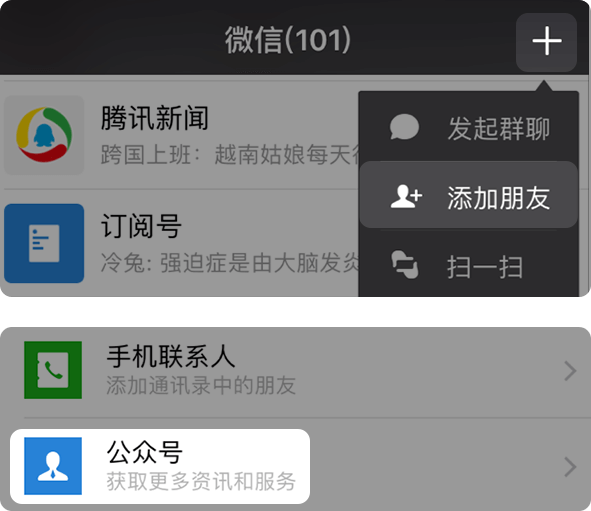 微信(101)
腾讯新闻
跨国上班：越南姑娘每天
订阅号
冷兔: 强迫症是由大脑发炎
发起群聊
添加朋友
扫一扫
手机联系人
添加通讯录中的朋友
公众号
获取更多资讯和服务